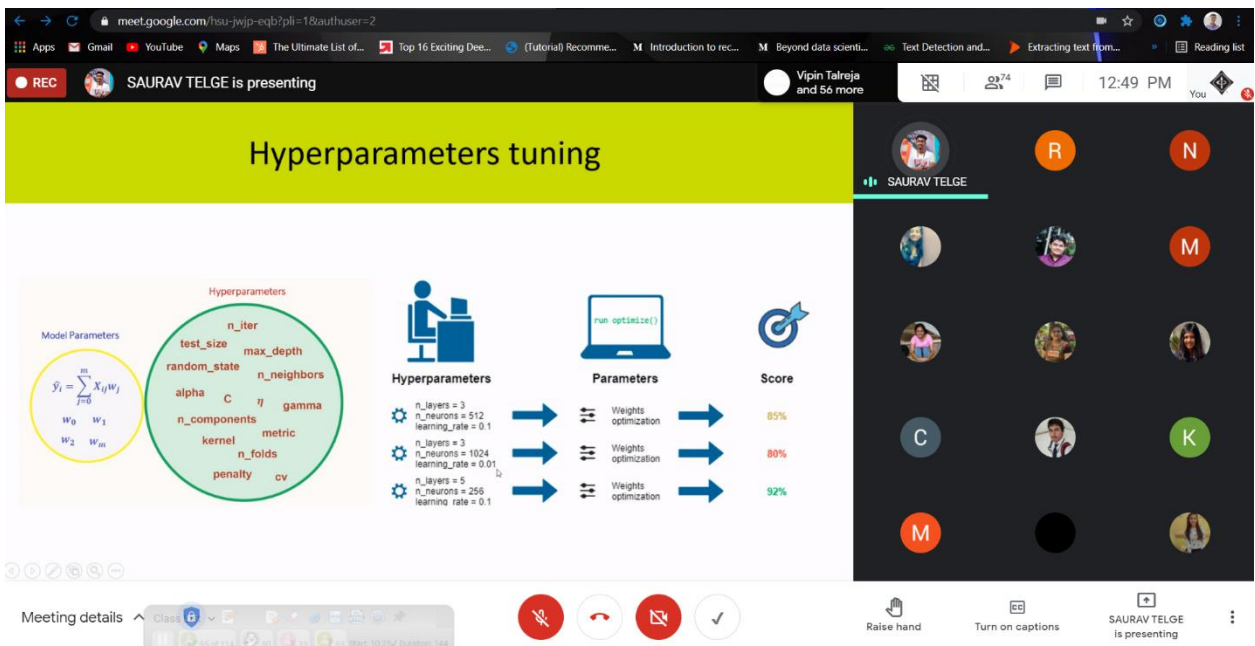 meet.google.com/hsu-jwjp-eqb?pli=1&authuser=2
Apps Gmail YouTube Maps The Ultimate List of... Top 16 Exciting Dee... (Tutorial) Recomme... M Introduction to rec... M Beyond data scienti... Text Detection and... Extracting text from... » Reading list
REC SAURAV TELGE is presenting
Vipin Talreja
and 56 more
74
12:49 PM
You
Hyperparameters tuning
SAURAV TELGE
R
N
M
C
K
M
Model Parameters
ŷᵢ = ∑ Xᵢⱼwⱼ
m
j=0
w₀ w₁
w₂ wₘ
Hyperparameters
n_iter
test_size
max_depth
random_state
n_neighbors
alpha
C η gamma
n_components
metric
kernel
n_folds
penalty cv
run optimize()
Hyperparameters Parameters Score
n_layers = 3
n_neurons = 512
learning_rate = 0.1
Weights
optimization
85%
n_layers = 3
n_neurons = 1024
learning_rate = 0.01
Weights
optimization
80%
n_layers = 5
n_neurons = 256
learning_rate = 0.1
Weights
optimization
92%
Meeting details
Raise hand
CC
Turn on captions
SAURAV TELGE
is presenting